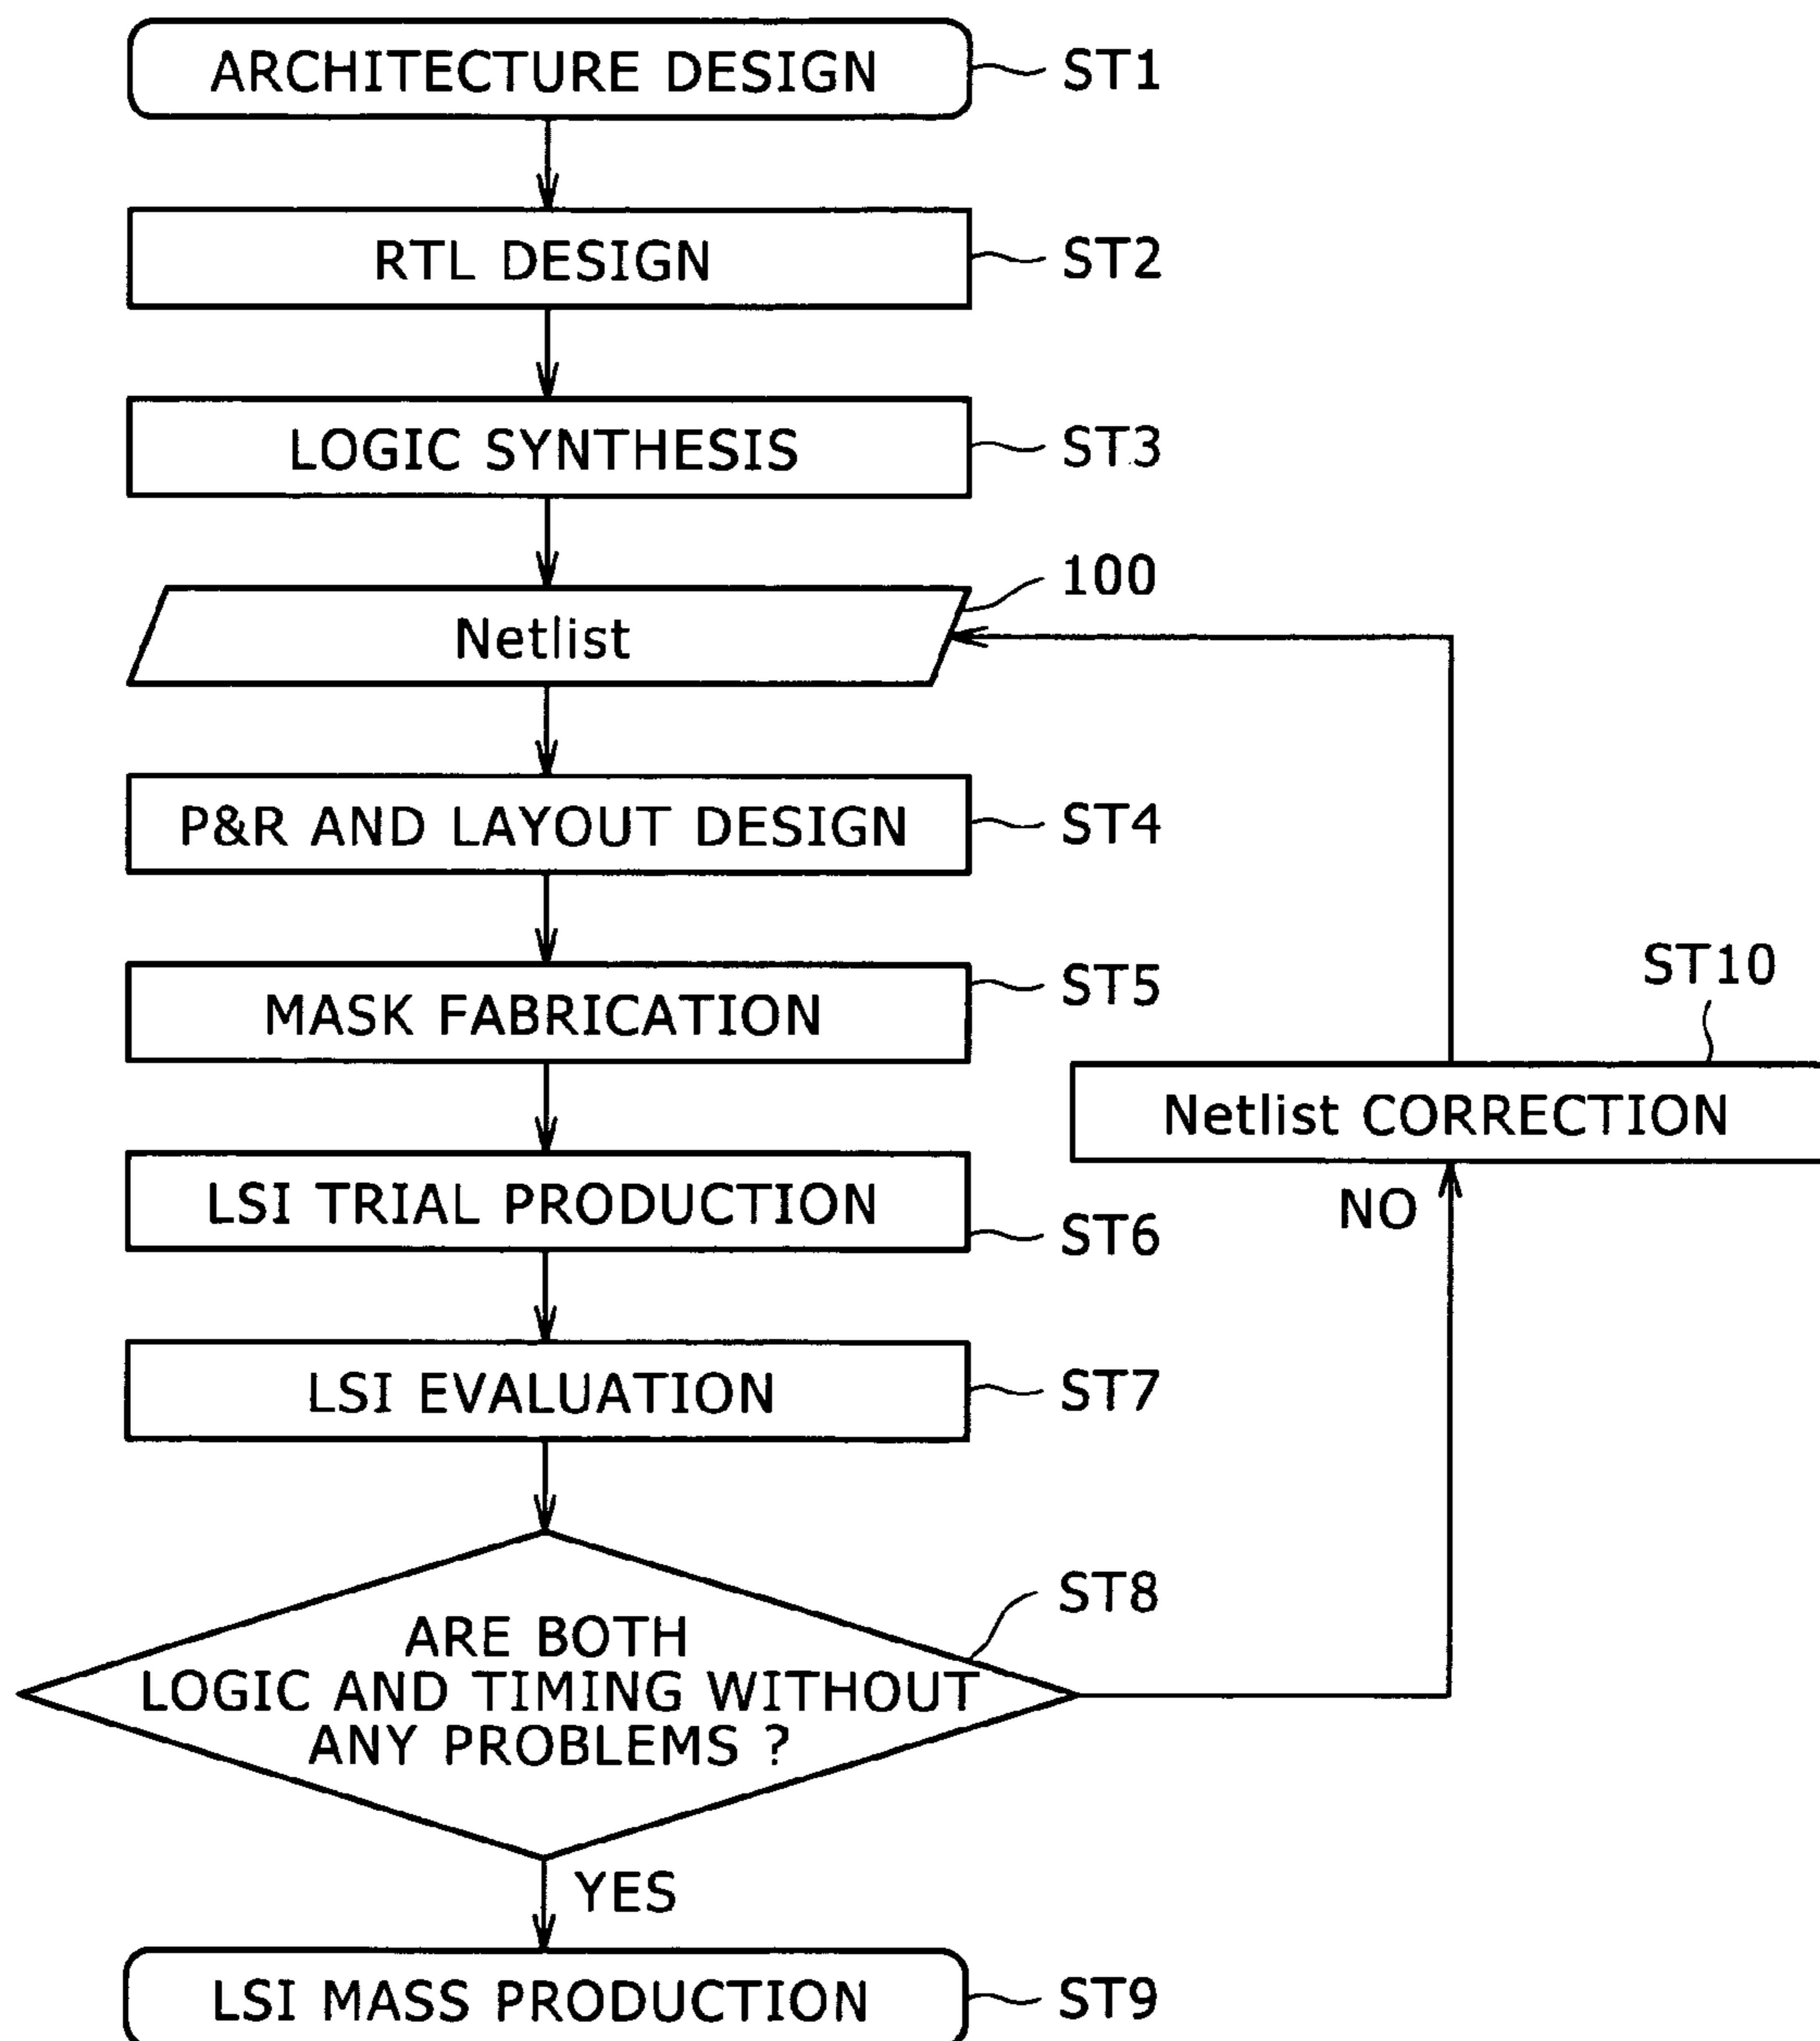 ARCHITECTURE DESIGN
ST1
RTL DESIGN
ST2
LOGIC SYNTHESIS
ST3
100
Netlist
P&R AND LAYOUT DESIGN
ST4
MASK FABRICATION
ST5
ST10
Netlist CORRECTION
NO
LSI TRIAL PRODUCTION
ST6
LSI EVALUATION
ST7
ST8
ARE BOTH
LOGIC AND TIMING WITHOUT
ANY PROBLEMS ?
YES
LSI MASS PRODUCTION
ST9